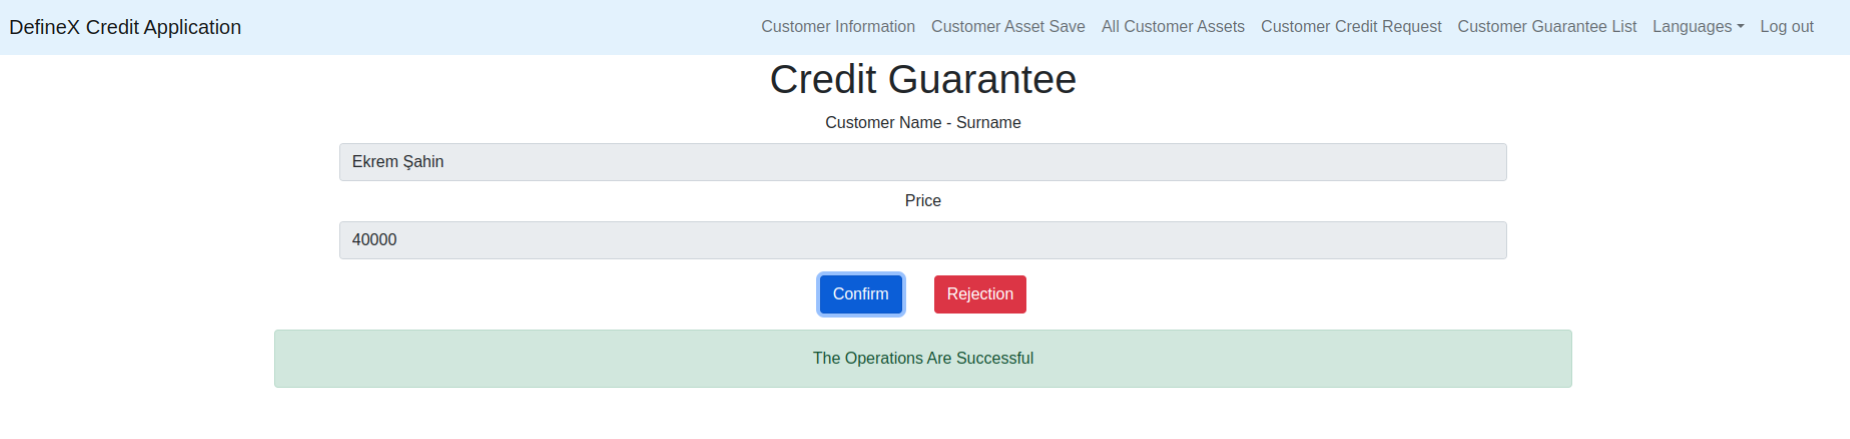 DefineX Credit Application Customer Information Customer Asset Save All Customer Assets Customer Credit Request Customer Guarantee List Languages Log out
Credit Guarantee
Customer Name - Surname
Ekrem Şahin
Price
40000
Confirm Rejection
The Operations Are Successful